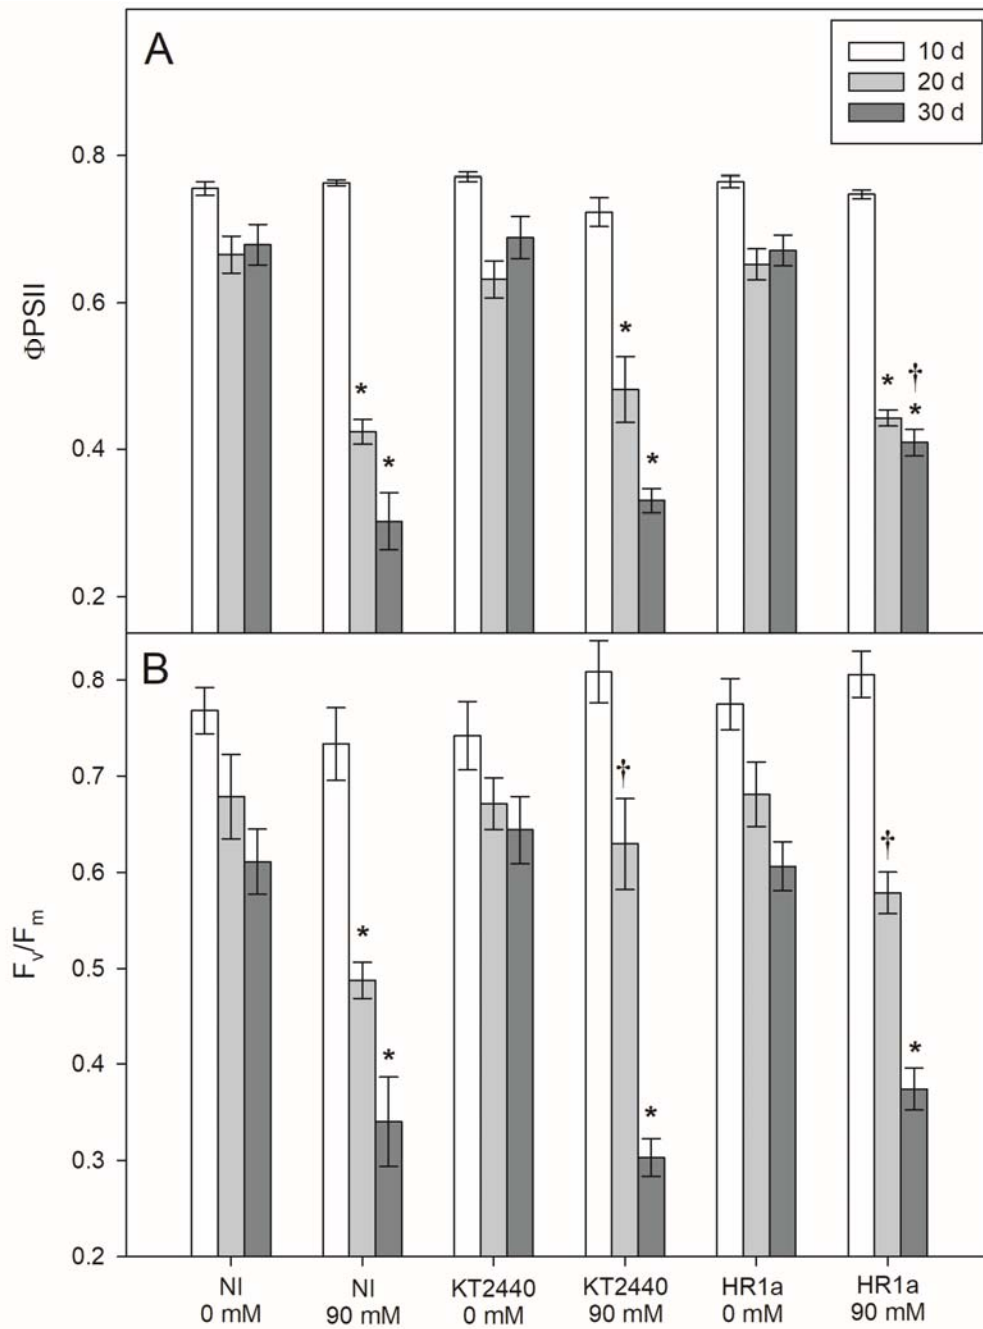 A
10 d
20 d
30 d
0.8
0.6
0.4
0.2
ΦPSII
* * * * * † *
B
0.8
0.7
0.6
0.5
0.4
0.3
0.2
Fv/Fm
* * † * † *
NI NI KT2440 KT2440 HR1a HR1a
0 mM 90 mM 0 mM 90 mM 0 mM 90 mM